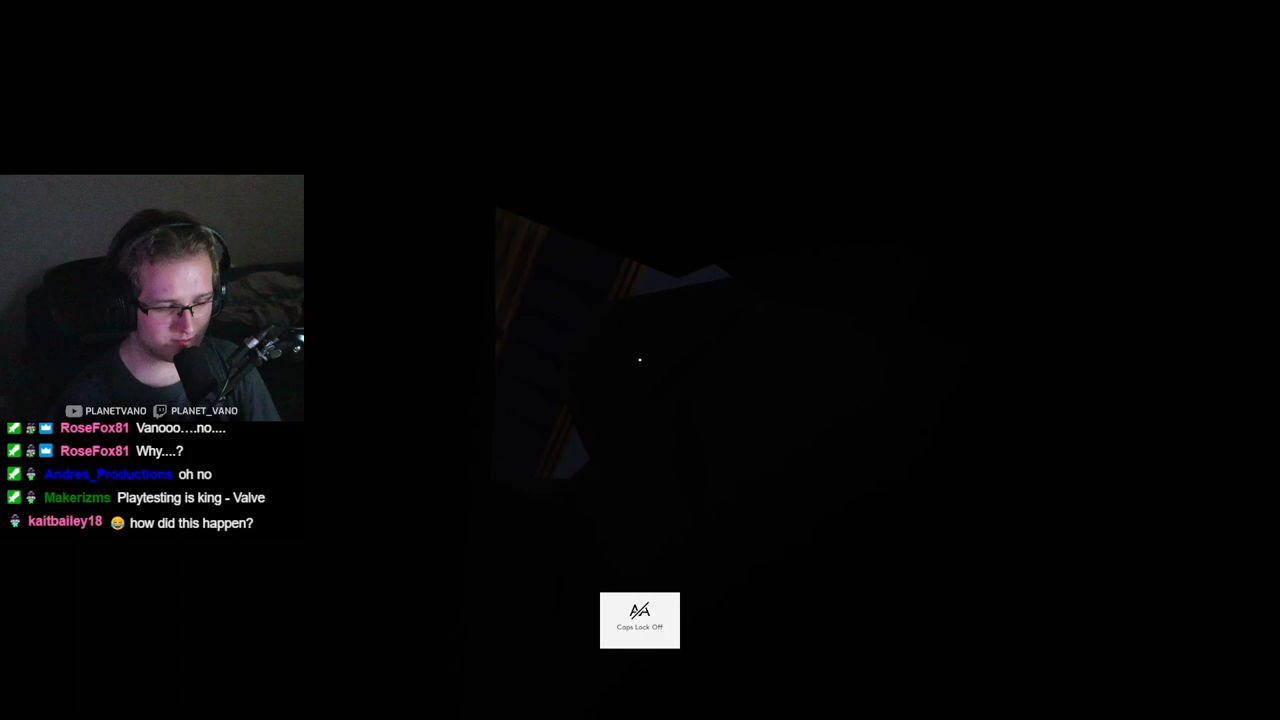 PLANETVANO PLANET_VANO
RoseFox81 Vanooo....no....
RoseFox81 Why....?
Andres_Productions oh no
Makerizms Playtesting is king - Valve
kaitbailey18 😂 how did this happen?
Caps Lock Off